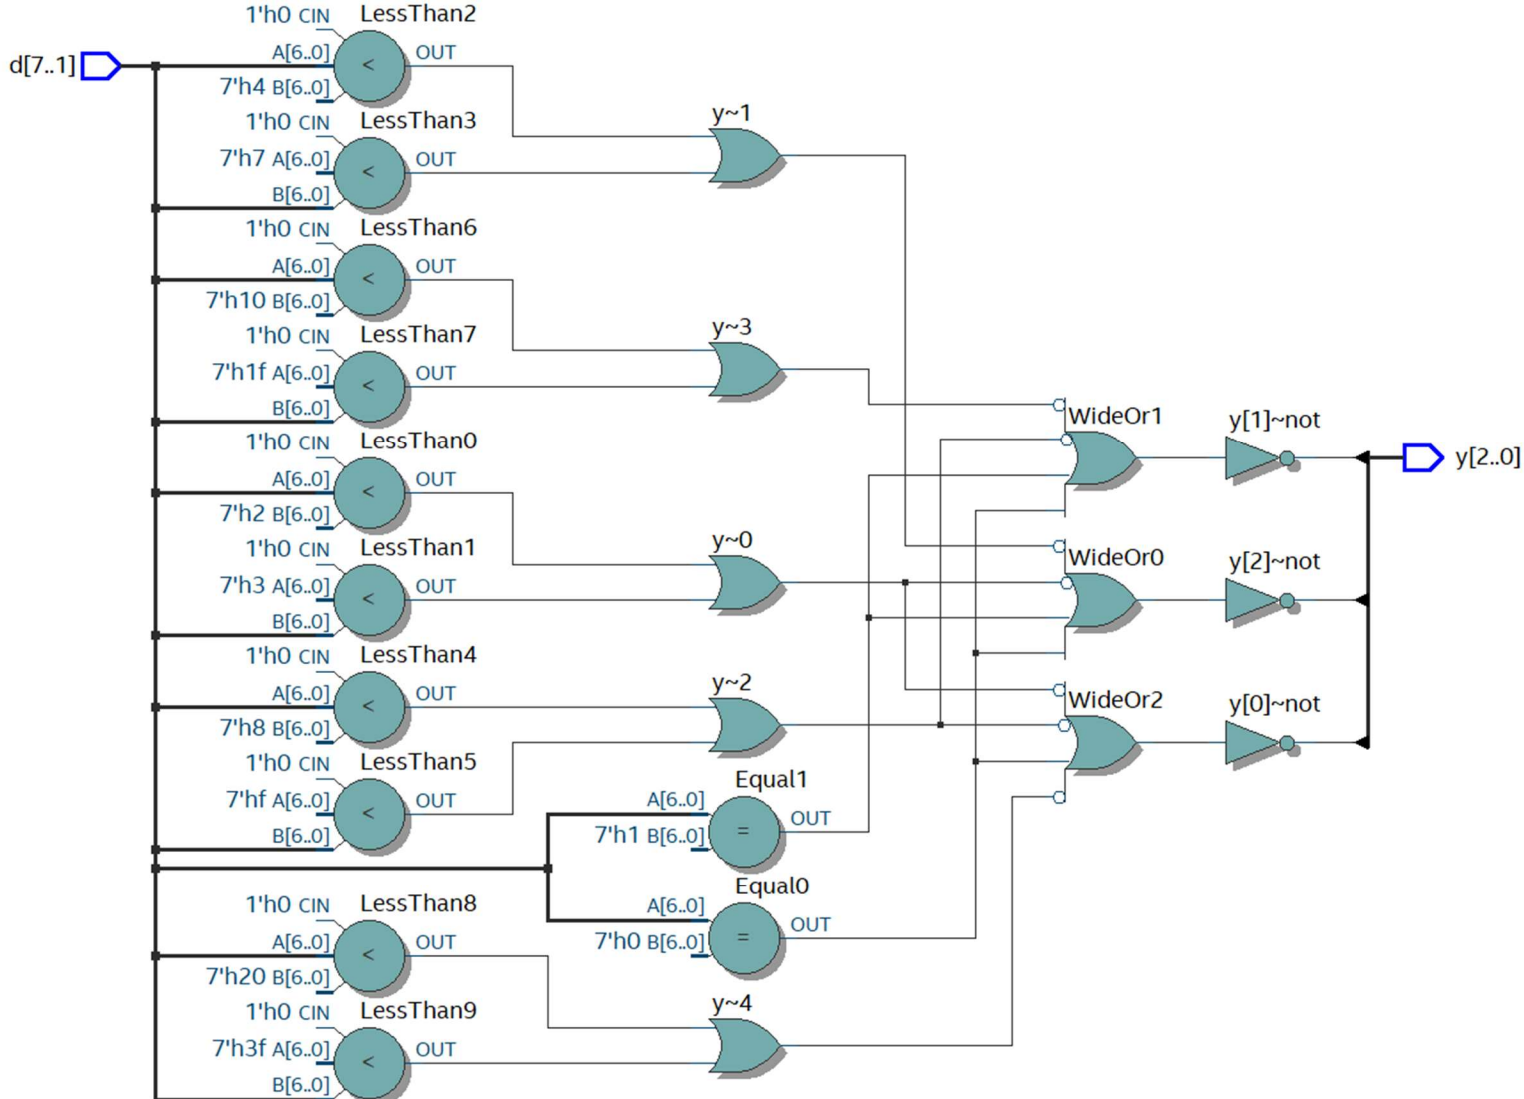 1'h0 CIN LessThan2
A[6..0] < OUT
d[7..1]
7'h4 B[6..0]
1'h0 CIN LessThan3
y~1
7'h7 A[6..0] < OUT
B[6..0]
1'h0 CIN LessThan6
A[6..0] < OUT
7'h10 B[6..0]
1'h0 CIN LessThan7
y~3
7'h1f A[6..0] < OUT
B[6..0]
WideOr1 y[1]~not
1'h0 CIN LessThan0
y[2..0]
A[6..0] < OUT
7'h2 B[6..0]
1'h0 CIN LessThan1
y~0
WideOr0 y[2]~not
7'h3 A[6..0] < OUT
B[6..0]
1'h0 CIN LessThan4
y~2
A[6..0] < OUT
WideOr2 y[0]~not
7'h8 B[6..0]
1'h0 CIN LessThan5
Equal1
7'hf A[6..0] < OUT
A[6..0] = OUT
B[6..0]
7'h1 B[6..0]
Equal0
1'h0 CIN LessThan8
A[6..0] = OUT
A[6..0] < OUT
7'h0 B[6..0]
7'h20 B[6..0]
1'h0 CIN LessThan9
y~4
7'h3f A[6..0] < OUT
B[6..0]